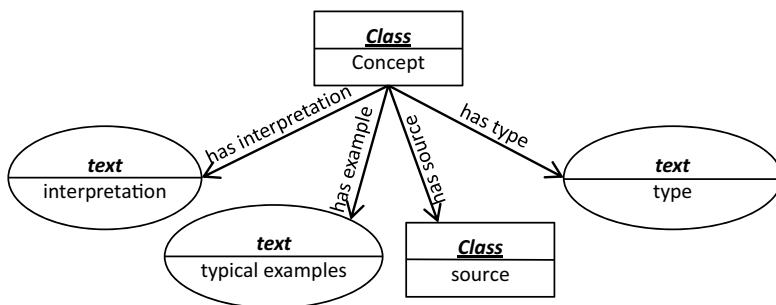 Class
Concept
has interpretation
has example
has source
has type
text
interpretation
text
typical examples
Class
source
text
type